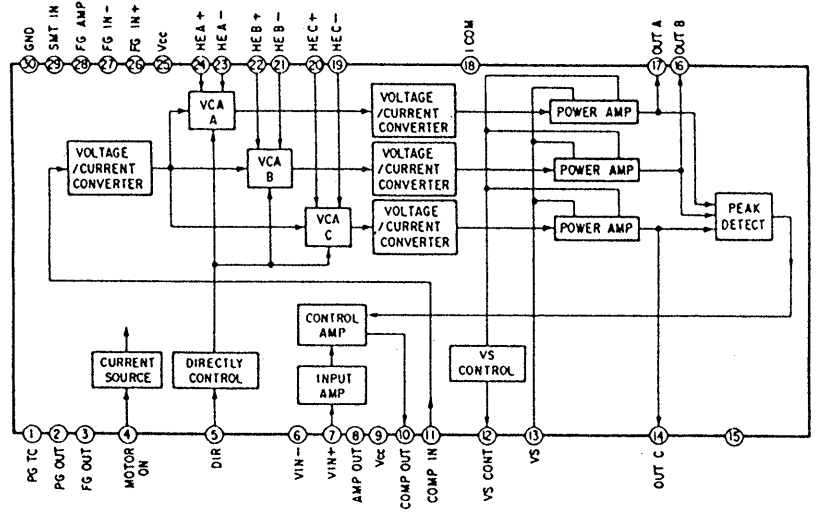 GND
SMT IN
FG AMP
FG IN-
FG IN+
Vcc
HEA+
HEA-
HEB+
HEB-
HEC+
HEC-
I COM
OUT A
OUT B
30 29 28 27 26 25 24 23 22 21 20 19 18 17 16
VCA
A
VOLTAGE
/CURRENT
CONVERTER
POWER AMP
VOLTAGE
/CURRENT
CONVERTER
VCA
B
VOLTAGE
/CURRENT
CONVERTER
POWER AMP
VCA
C
VOLTAGE
/CURRENT
CONVERTER
POWER AMP
PEAK
DETECT
CONTROL
AMP
CURRENT
SOURCE
DIRECTLY
CONTROL
INPUT
AMP
VS
CONTROL
1 2 3 4 5 6 7 8 9 10 11 12 13 14 15
PG TC
PG OUT
FG OUT
MOTOR
ON
DIR
VIN-
VIN+
AMP OUT
Vcc
COMP OUT
COMP IN
VS CONT
VS
OUT C